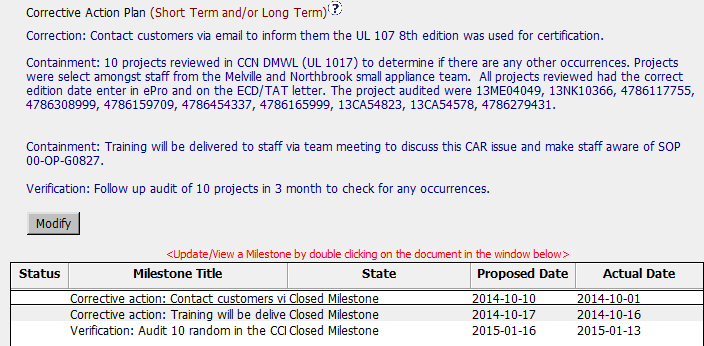 Corrective Action Plan (Short Term and/or Long Term)?
Correction: Contact customers via email to inform them the UL 107 8th edition was used for certification.
Containment: 10 projects reviewed in CCN DMWL (UL 1017) to determine if there are any other occurrences. Projects
were select amongst staff from the Melville and Northbrook small appliance team.  All projects reviewed had the correct
edition date enter in ePro and on the ECD/TAT letter. The project audited were 13ME04049, 13NK10366, 4786117755,
4786308999, 4786159709, 4786454337, 4786165999, 13CA54823, 13CA54578, 4786279431.
Containment: Training will be delivered to staff via team meeting to discuss this CAR issue and make staff aware of SOP
00-OP-G0827.
Verification: Follow up audit of 10 projects in 3 month to check for any occurrences.
Modify
<Update/View a Milestone by double clicking on the document in the window below>
Status Milestone Title State Proposed Date Actual Date
Corrective action: Contact customers vi Closed Milestone 2014-10-10 2014-10-01
Corrective action: Training will be delive Closed Milestone 2014-10-17 2014-10-16
Verification: Audit 10 random in the CCI Closed Milestone 2015-01-16 2015-01-13